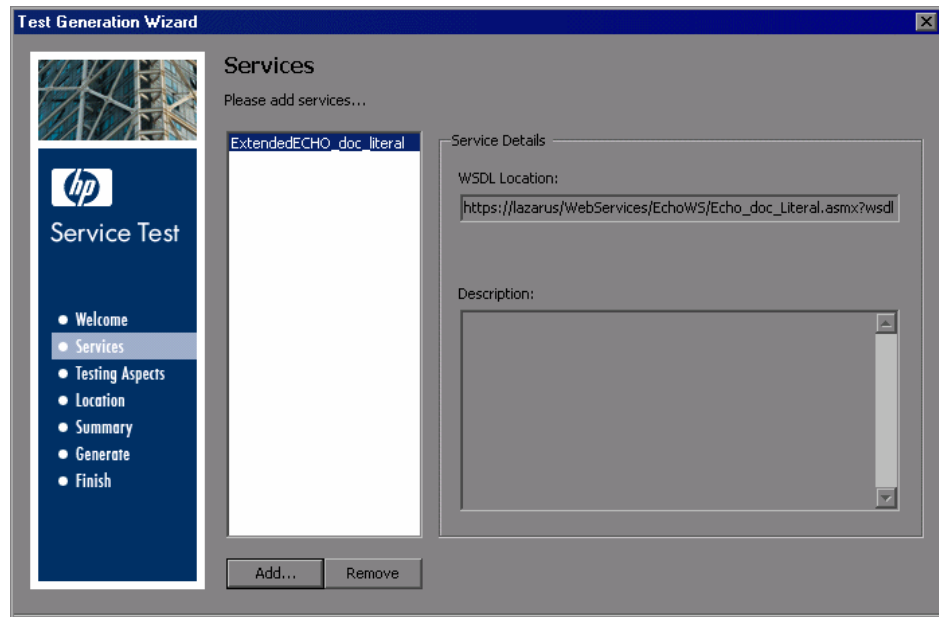 Test Generation Wizard
hp
Service Test
Welcome
Services
Testing Aspects
Location
Summary
Generate
Finish
Services
Please add services...
ExtendedECHO_doc_literal
Service Details
WSDL Location:
https://lazarus/WebServices/EchoWS/Echo_doc_Literal.asmx?wsdl
Description:
Add...
Remove